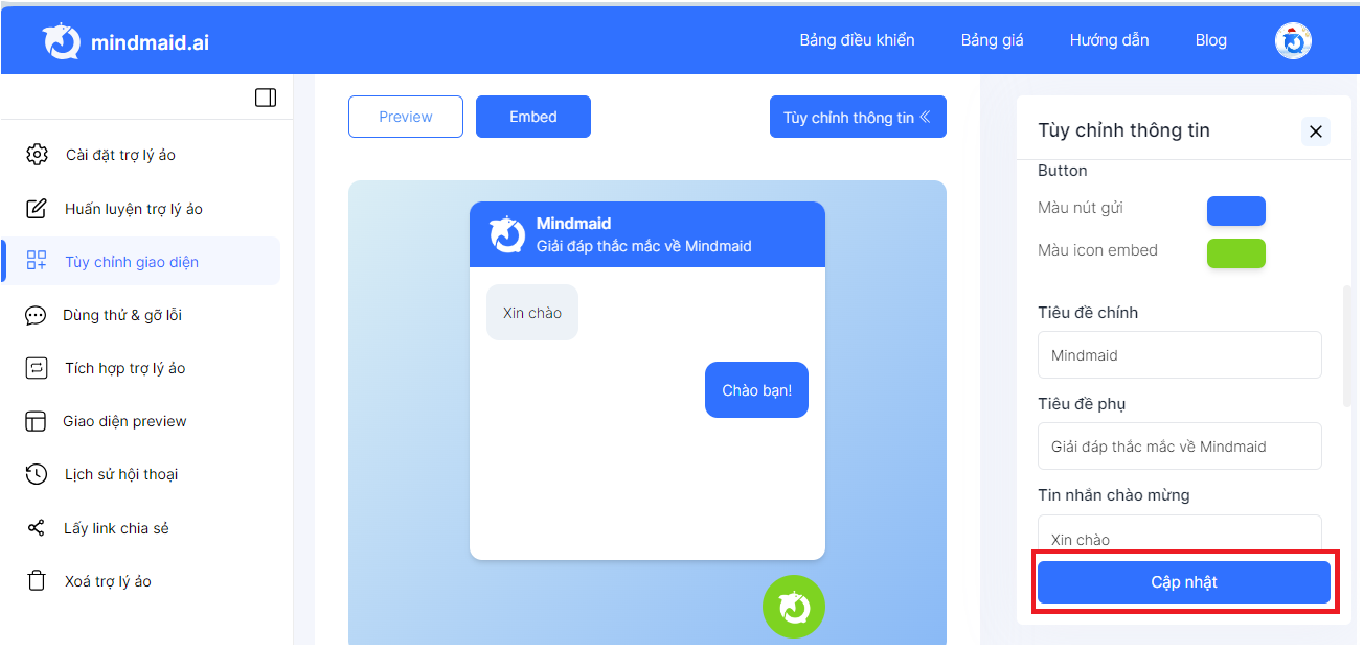 mindmaid.ai
Bảng điều khiển
Bảng giá
Hướng dẫn
Blog
Cài đặt trợ lý ảo
Huấn luyện trợ lý ảo
Tùy chỉnh giao diện
Dùng thử & gỡ lỗi
Tích hợp trợ lý ảo
Giao diện preview
Lịch sử hội thoại
Lấy link chia sẻ
Xoá trợ lý ảo
Preview
Embed
Tùy chỉnh thông tin
Mindmaid
Giải đáp thắc mắc về Mindmaid
Xin chào
Chào bạn!
Tùy chỉnh thông tin
Button
Màu nút gửi
Màu icon embed
Tiêu đề chính
Mindmaid
Tiêu đề phụ
Giải đáp thắc mắc về Mindmaid
Tin nhắn chào mừng
Xin chào
Cập nhật